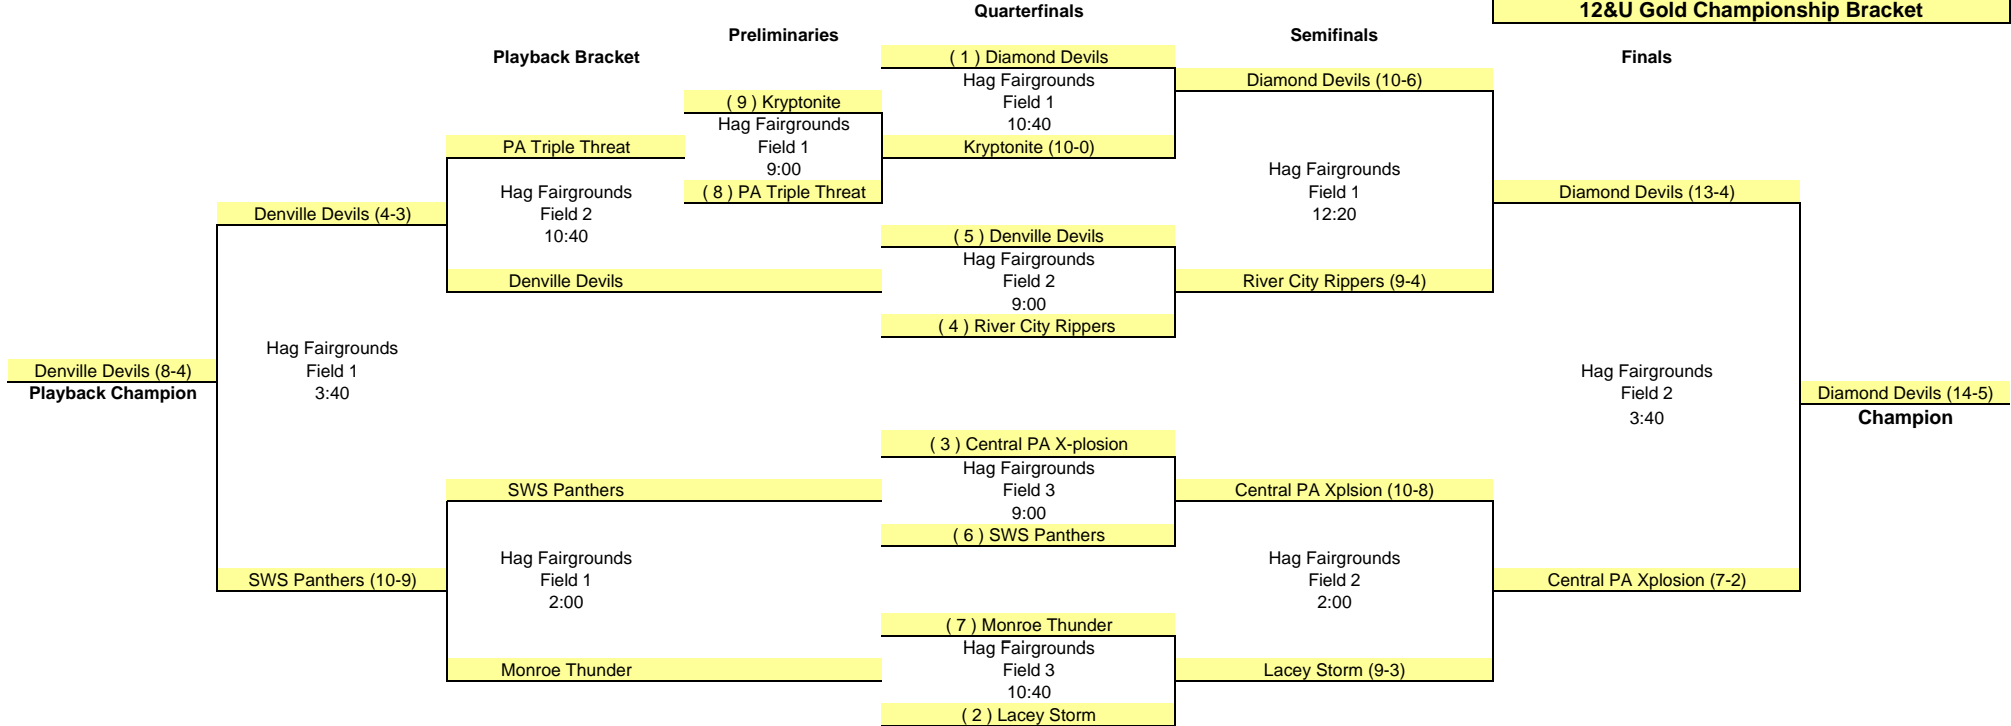 Quarterfinals
12&U Gold Championship Bracket
Preliminaries
Semifinals
Playback Bracket
( 1 ) Diamond Devils
Finals
Hag Fairgrounds
Field 1
10:40
Diamond Devils (10-6)
( 9 ) Kryptonite
Hag Fairgrounds
Field 1
9:00
PA Triple Threat
Kryptonite (10-0)
( 8 ) PA Triple Threat
Hag Fairgrounds
Field 2
10:40
Hag Fairgrounds
Field 1
12:20
Diamond Devils (13-4)
Denville Devils (4-3)
( 5 ) Denville Devils
Hag Fairgrounds
Field 2
9:00
Denville Devils
River City Rippers (9-4)
( 4 ) River City Rippers
Hag Fairgrounds
Field 1
3:40
Denville Devils (8-4)
Playback Champion
Hag Fairgrounds
Field 2
3:40
Diamond Devils (14-5)
Champion
( 3 ) Central PA X-plosion
Hag Fairgrounds
Field 3
9:00
SWS Panthers
Central PA Xplsion (10-8)
( 6 ) SWS Panthers
Hag Fairgrounds
Field 1
2:00
Hag Fairgrounds
Field 2
2:00
SWS Panthers (10-9)
Central PA Xplosion (7-2)
( 7 ) Monroe Thunder
Hag Fairgrounds
Field 3
10:40
Monroe Thunder
Lacey Storm (9-3)
( 2 ) Lacey Storm